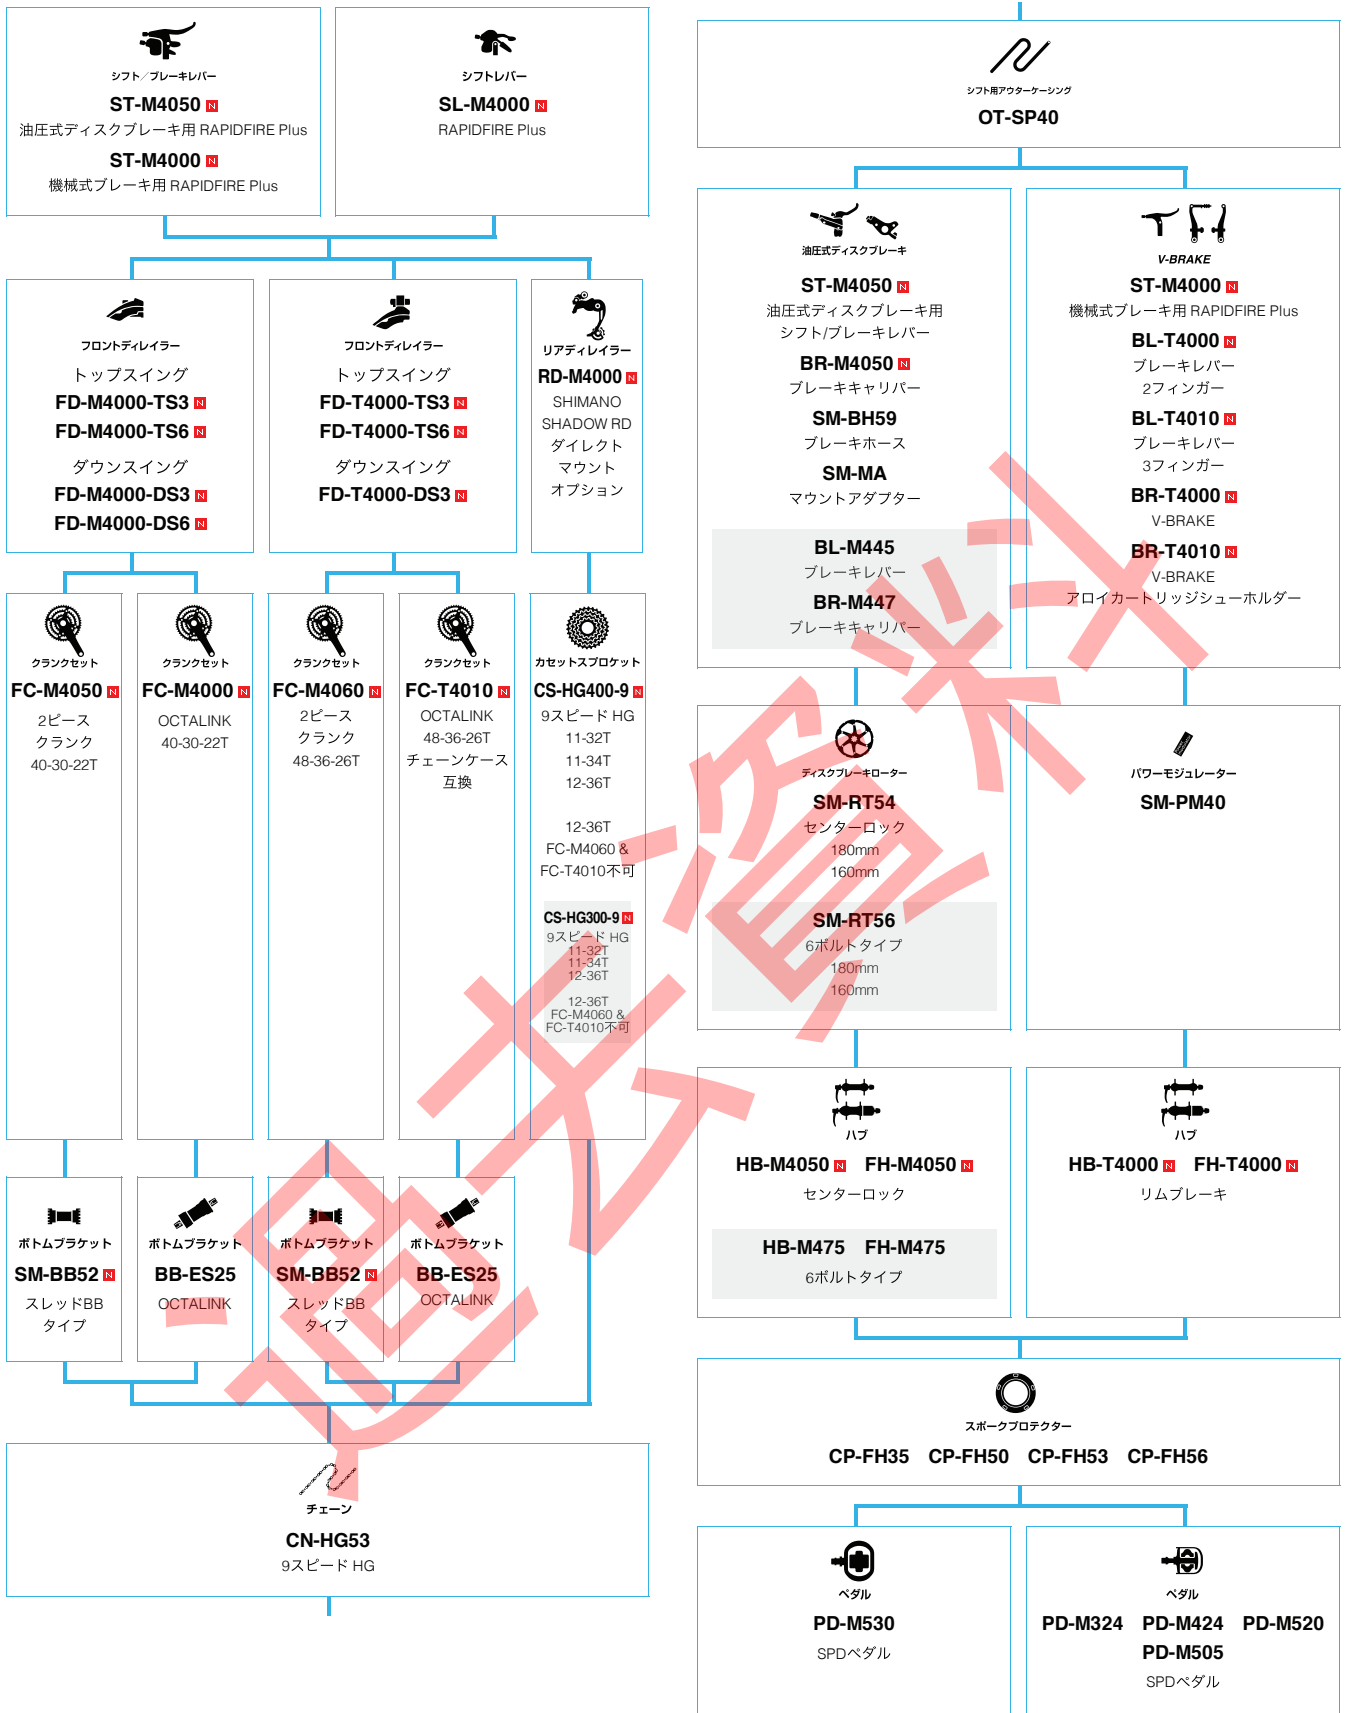 シフト／ブレーキレバー
ST-M4050 N
油圧式ディスクブレーキ用 RAPIDFIRE Plus
ST-M4000 N
機械式ブレーキ用 RAPIDFIRE Plus
シフトレバー
SL-M4000 N
RAPIDFIRE Plus
フロントディレイラー
トップスイング
FD-M4000-TS3 N
FD-M4000-TS6 N
ダウンスイング
FD-M4000-DS3 N
FD-M4000-DS6 N
フロントディレイラー
トップスイング
FD-T4000-TS3 N
FD-T4000-TS6 N
ダウンスイング
FD-T4000-DS3 N
リアディレイラー
RD-M4000 N
SHIMANO
SHADOW RD
ダイレクト
マウント
オプション
クランクセット
FC-M4050 N
2ピース
クランク
40-30-22T
クランクセット
FC-M4000 N
OCTALINK
40-30-22T
クランクセット
FC-M4060 N
2ピース
クランク
48-36-26T
クランクセット
FC-T4010 N
OCTALINK
48-36-26T
チェーンケース
互換
カセットスプロケット
CS-HG400-9 N
9スピード HG
11-32T
11-34T
12-36T
12-36T
FC-M4060 &
FC-T4010不可
CS-HG300-9 N
9スピード HG
11-32T
11-34T
12-36T
12-36T
FC-M4060 &
FC-T4010不可
ボトムブラケット
SM-BB52 N
スレッドBB
タイプ
ボトムブラケット
BB-ES25
OCTALINK
ボトムブラケット
SM-BB52 N
スレッドBB
タイプ
ボトムブラケット
BB-ES25
OCTALINK
チェーン
CN-HG53
9スピード HG
シフト用アウターケーシング
OT-SP40
油圧式ディスクブレーキ
ST-M4050 N
油圧式ディスクブレーキ用
シフト/ブレーキレバー
BR-M4050 N
ブレーキキャリパー
SM-BH59
ブレーキホース
SM-MA
マウントアダプター
BL-M445
ブレーキレバー
BR-M447
ブレーキキャリパー
V-BRAKE
ST-M4000 N
機械式ブレーキ用 RAPIDFIRE Plus
BL-T4000 N
ブレーキレバー
2フィンガー
BL-T4010 N
ブレーキレバー
3フィンガー
BR-T4000 N
V-BRAKE
BR-T4010 N
V-BRAKE
アロイカートリッジシューホルダー
ディスクブレーキローター
SM-RT54
センターロック
180mm
160mm
SM-RT56
6ボルトタイプ
180mm
160mm
パワーモジュレーター
SM-PM40
ハブ
HB-M4050 N FH-M4050 N
センターロック
HB-M475 FH-M475
6ボルトタイプ
ハブ
HB-T4000 N FH-T4000 N
リムブレーキ
スポークプロテクター
CP-FH35 CP-FH50 CP-FH53 CP-FH56
ペダル
PD-M530
SPDペダル
ペダル
PD-M324 PD-M424 PD-M520
PD-M505
SPDペダル
過去資料